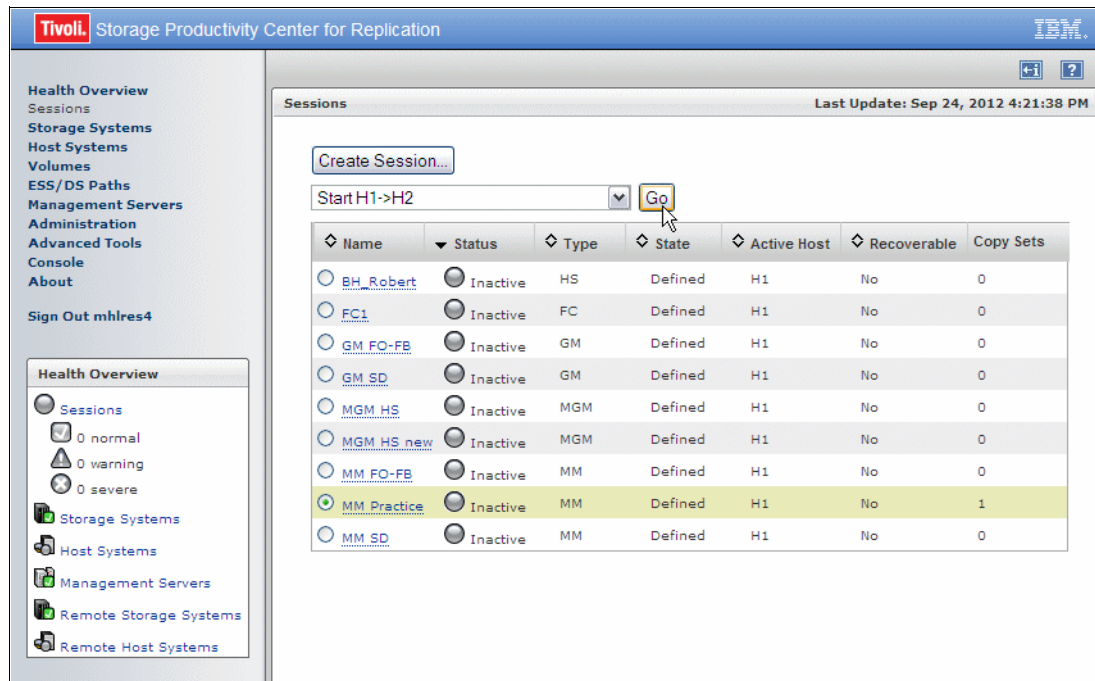 Tivoli. Storage Productivity Center for Replication
IBM.
Health Overview
Sessions
Storage Systems
Host Systems
Volumes
ESS/DS Paths
Management Servers
Administration
Advanced Tools
Console
About
Sign Out mhlres4
Health Overview
Sessions
0 normal
0 warning
0 severe
Storage Systems
Host Systems
Management Servers
Remote Storage Systems
Remote Host Systems
?
Sessions Last Update: Sep 24, 2012 4:21:38 PM
Create Session...
Start H1->H2 Go
Name Status Type State Active Host Recoverable Copy Sets
BH_Robert Inactive HS Defined H1 No 0
FC1 Inactive FC Defined H1 No 0
GM FO-FB Inactive GM Defined H1 No 0
GM SD Inactive GM Defined H1 No 0
MGM HS Inactive MGM Defined H1 No 0
MGM HS new Inactive MGM Defined H1 No 0
MM FO-FB Inactive MM Defined H1 No 0
MM Practice Inactive MM Defined H1 No 1
MM SD Inactive MM Defined H1 No 0